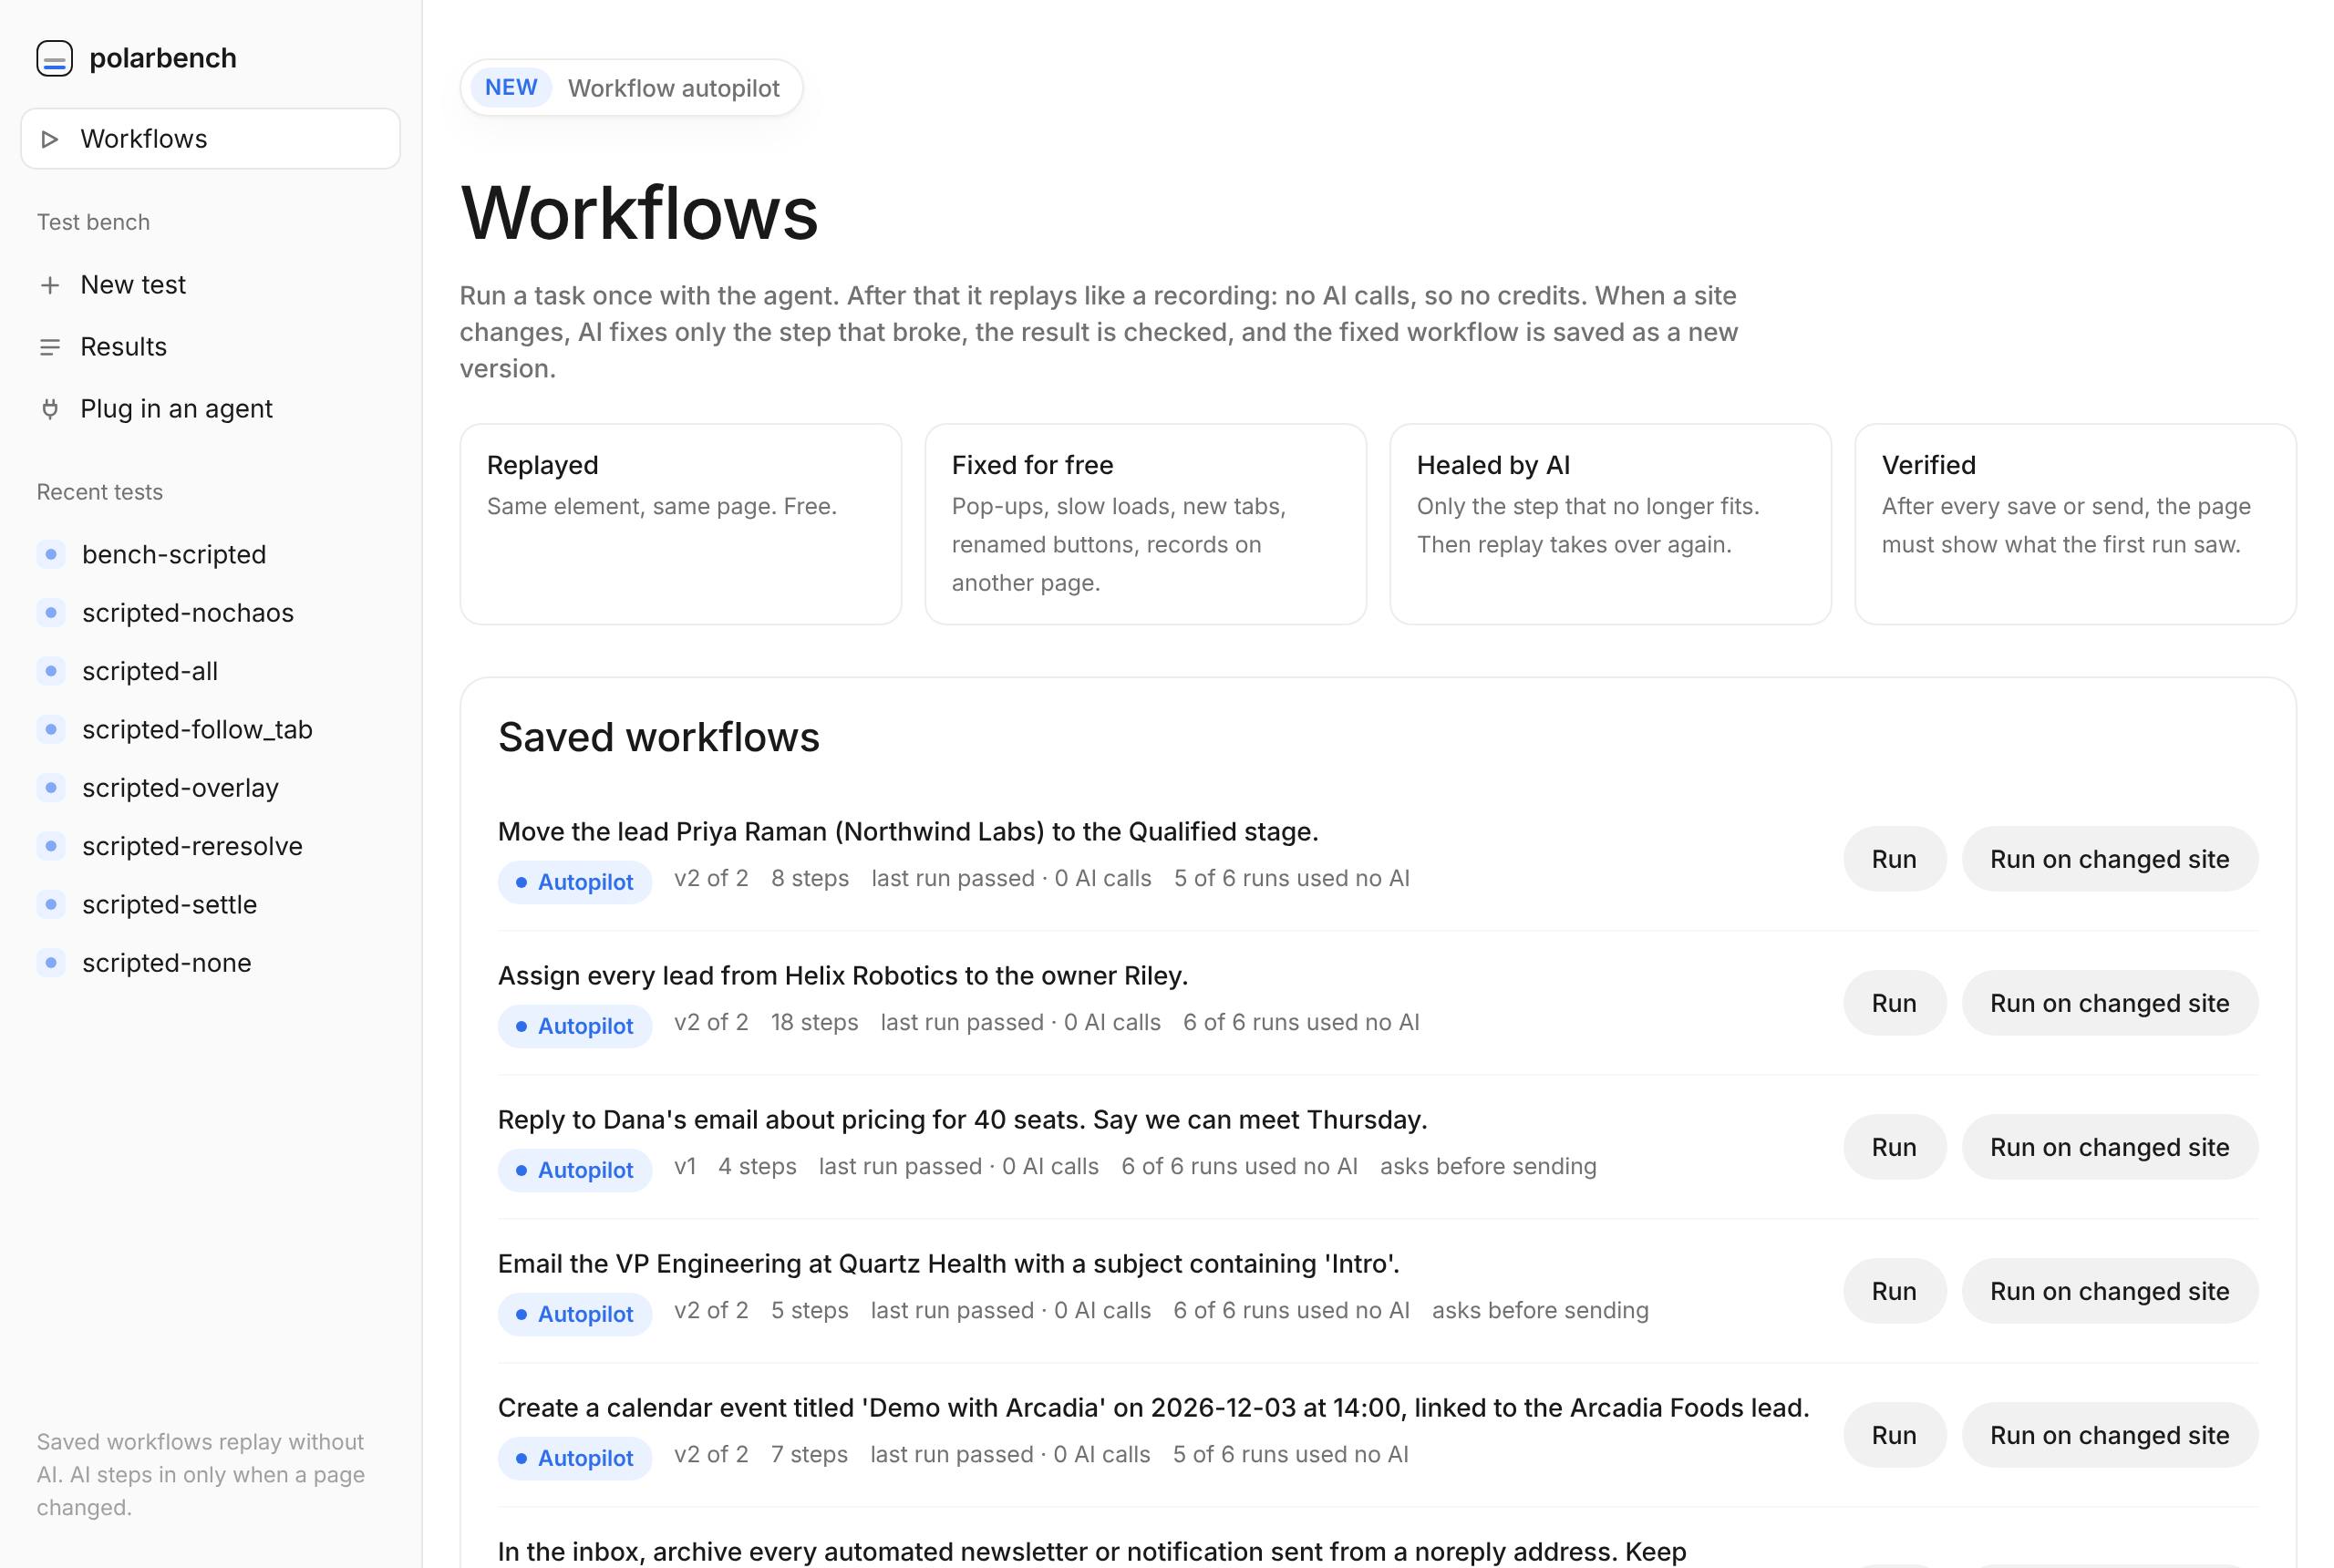 polarbench
Workflows
Test bench
New test
Results
Plug in an agent
Recent tests
bench-scripted
scripted-nochaos
scripted-all
scripted-follow_tab
scripted-overlay
scripted-reresolve
scripted-settle
scripted-none
Saved workflows replay without
AI. AI steps in only when a page
changed.
NEW Workflow autopilot
Workflows
Run a task once with the agent. After that it replays like a recording: no AI calls, so no credits. When a site
changes, AI fixes only the step that broke, the result is checked, and the fixed workflow is saved as a new
version.
Replayed
Same element, same page. Free.
Fixed for free
Pop-ups, slow loads, new tabs,
renamed buttons, records on
another page.
Healed by AI
Only the step that no longer fits.
Then replay takes over again.
Verified
After every save or send, the page
must show what the first run saw.
Saved workflows
Move the lead Priya Raman (Northwind Labs) to the Qualified stage.
Autopilot v2 of 2 8 steps last run passed · 0 AI calls 5 of 6 runs used no AI
Run Run on changed site
Assign every lead from Helix Robotics to the owner Riley.
Autopilot v2 of 2 18 steps last run passed · 0 AI calls 6 of 6 runs used no AI
Run Run on changed site
Reply to Dana's email about pricing for 40 seats. Say we can meet Thursday.
Autopilot v1 4 steps last run passed · 0 AI calls 6 of 6 runs used no AI asks before sending
Run Run on changed site
Email the VP Engineering at Quartz Health with a subject containing 'Intro'.
Autopilot v2 of 2 5 steps last run passed · 0 AI calls 6 of 6 runs used no AI asks before sending
Run Run on changed site
Create a calendar event titled 'Demo with Arcadia' on 2026-12-03 at 14:00, linked to the Arcadia Foods lead.
Autopilot v2 of 2 7 steps last run passed · 0 AI calls 5 of 6 runs used no AI
Run Run on changed site
In the inbox, archive every automated newsletter or notification sent from a noreply address. Keep